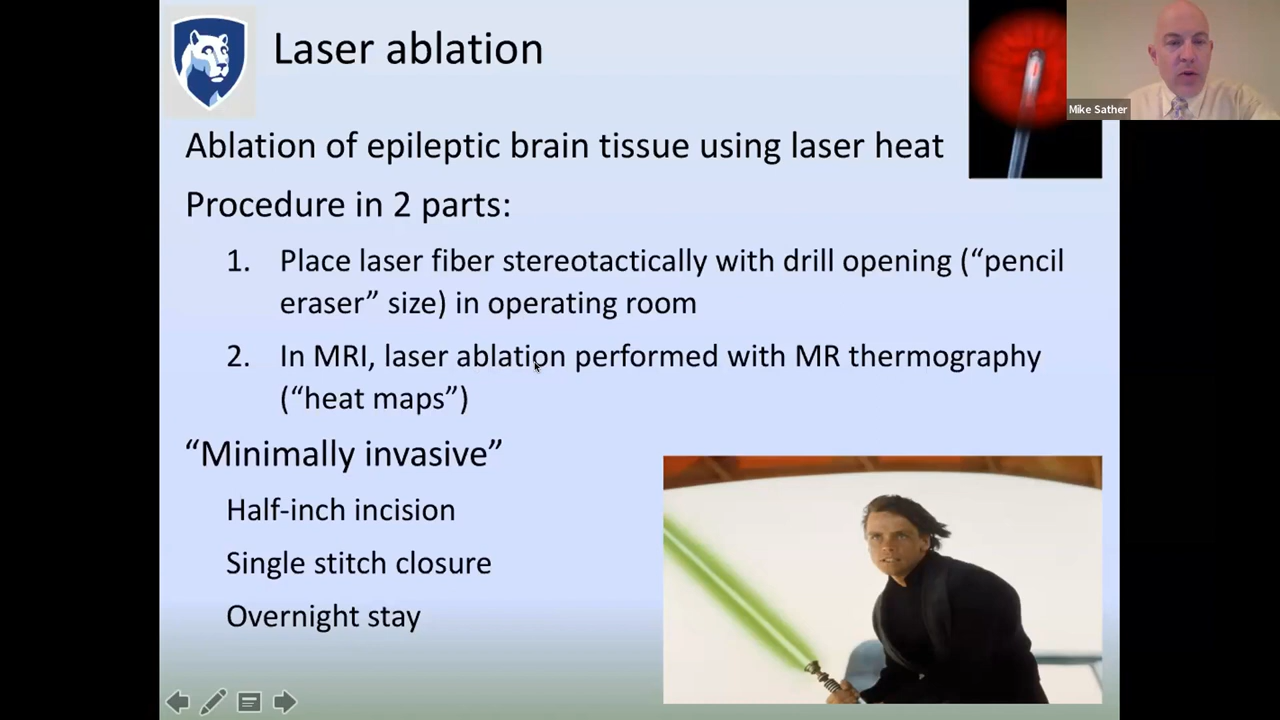 Laser ablation
Mike Sather
Ablation of epileptic brain tissue using laser heat
Procedure in 2 parts:
1. Place laser fiber stereotactically with drill opening (“pencil
eraser” size) in operating room
2. In MRI, laser ablation performed with MR thermography
(“heat maps”)
“Minimally invasive”
Half-inch incision
Single stitch closure
Overnight stay